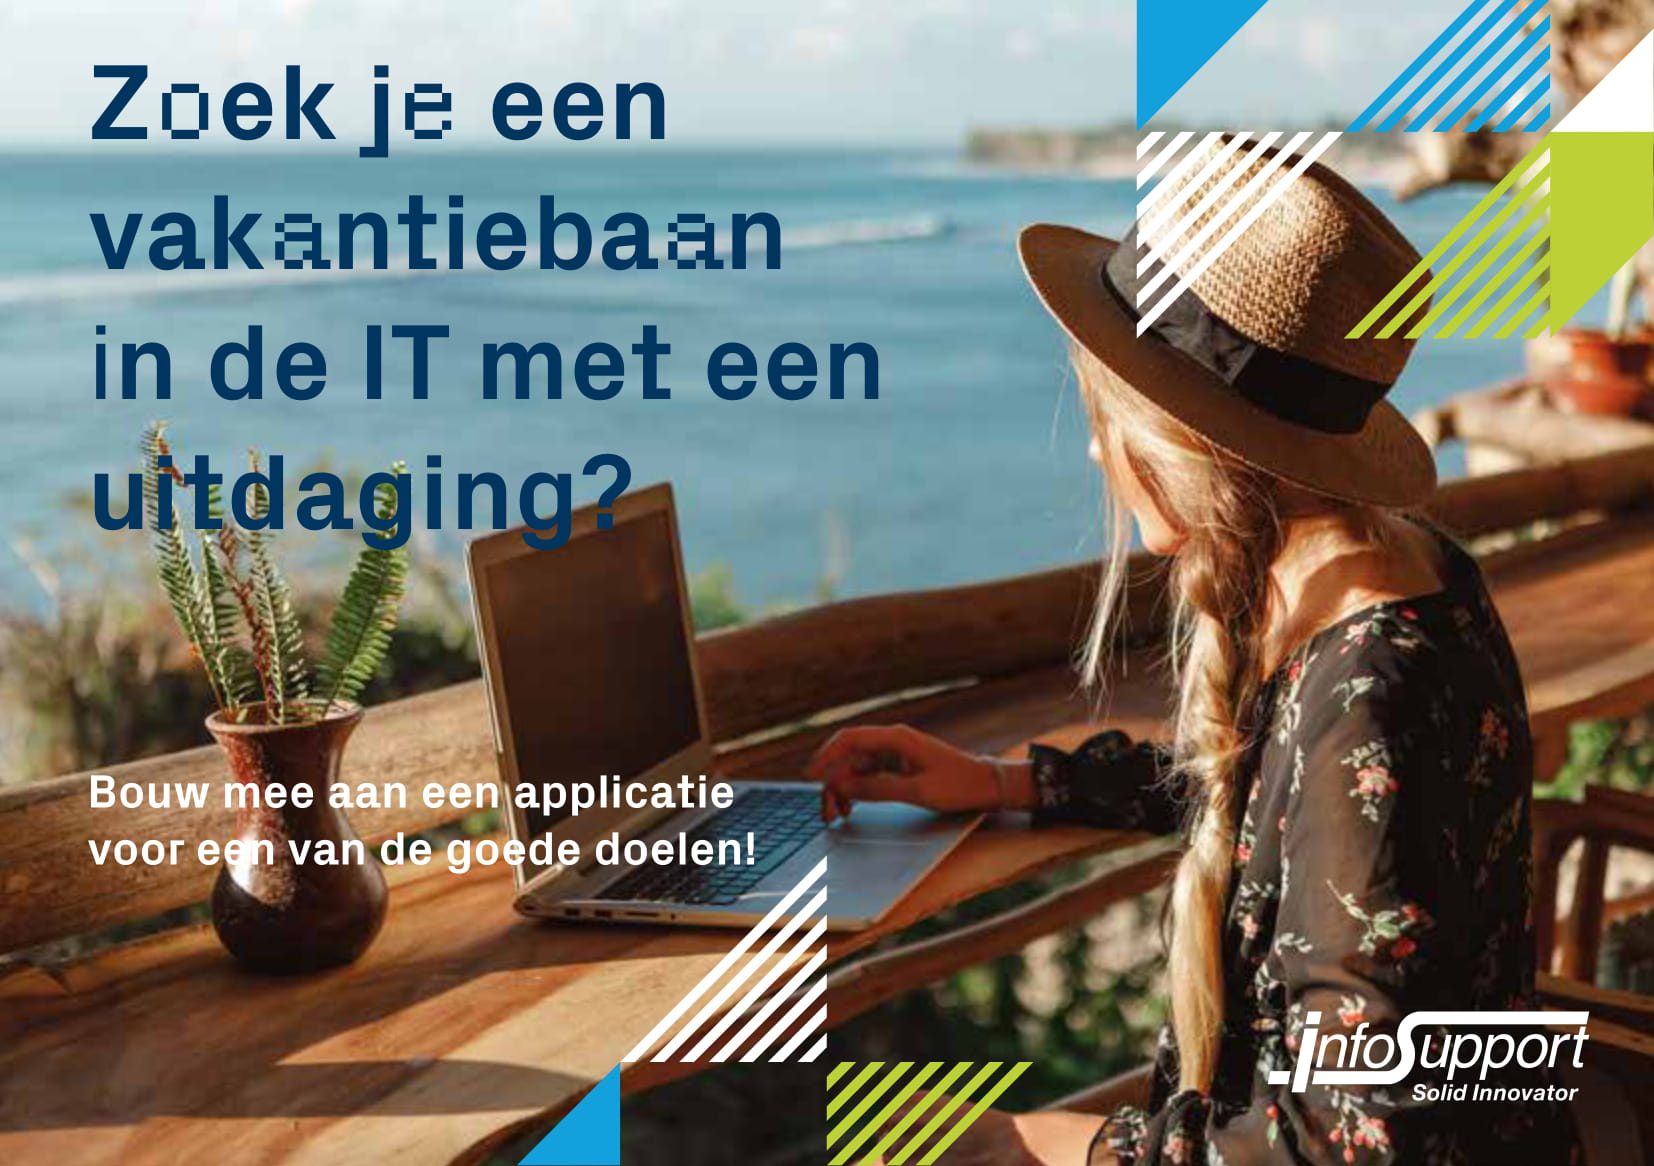 Zoek je een
vakantiebaan
in de IT met een
uitdaging?
Bouw mee aan een applicatie
voor een van de goede doelen!
infoSupport
Solid Innovator